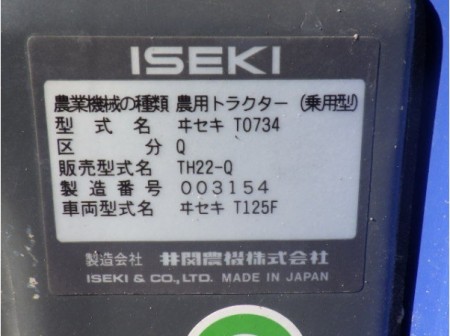 ISEKI
農業機械の種類 農用トラクター (乗用型)
型式名 ヰセキ T0734
区分 Q
販売型式名 TH22-Q
製造番号 003154
車両型式名 ヰセキ T125F
製造会社 井関農機株式会社
ISEKI & CO., LTD. MADE IN JAPAN